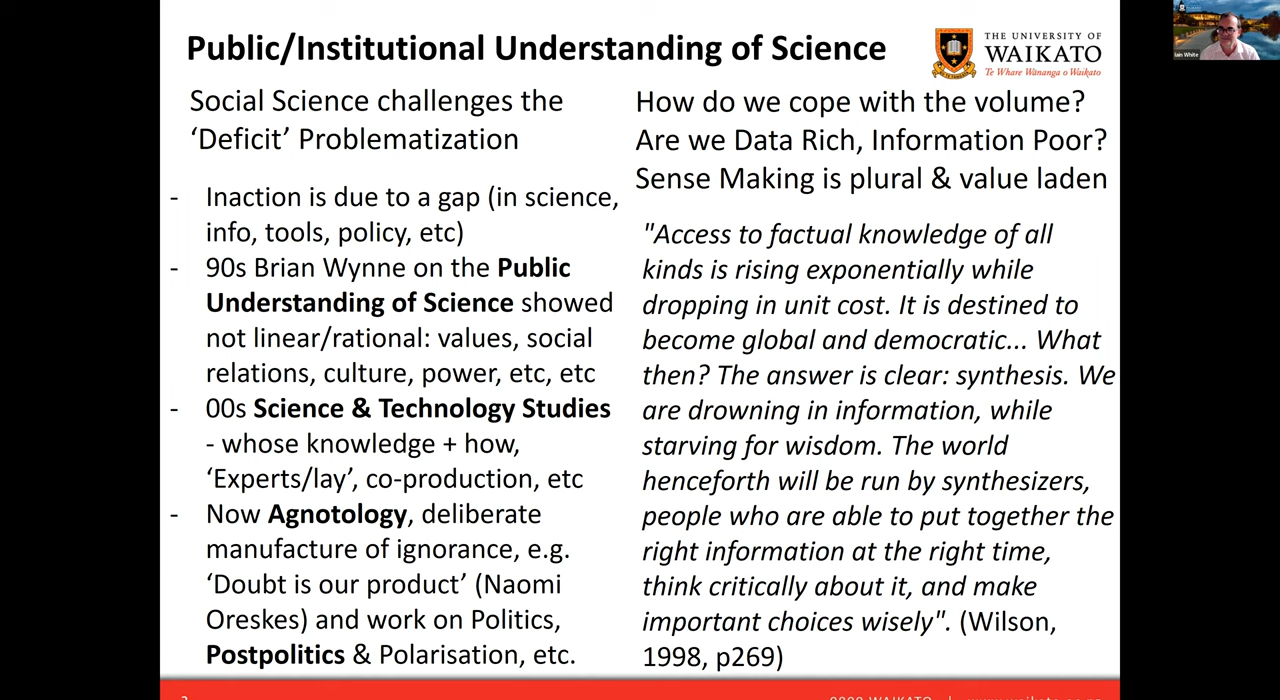 Public/Institutional Understanding of Science
THE UNIVERSITY OF
WAIKATO
Te Whare Wānanga o Waikato
Iain White
Social Science challenges the
‘Deficit’ Problematization
- Inaction is due to a gap (in science,
info, tools, policy, etc)
- 90s Brian Wynne on the Public
Understanding of Science showed
not linear/rational: values, social
relations, culture, power, etc, etc
- 00s Science & Technology Studies
- whose knowledge + how,
‘Experts/lay’, co-production, etc
- Now Agnotology, deliberate
manufacture of ignorance, e.g.
‘Doubt is our product’ (Naomi
Oreskes) and work on Politics,
Postpolitics & Polarisation, etc.
How do we cope with the volume?
Are we Data Rich, Information Poor?
Sense Making is plural & value laden
"Access to factual knowledge of all
kinds is rising exponentially while
dropping in unit cost. It is destined to
become global and democratic... What
then? The answer is clear: synthesis. We
are drowning in information, while
starving for wisdom. The world
henceforth will be run by synthesizers,
people who are able to put together the
right information at the right time,
think critically about it, and make
important choices wisely". (Wilson,
1998, p269)